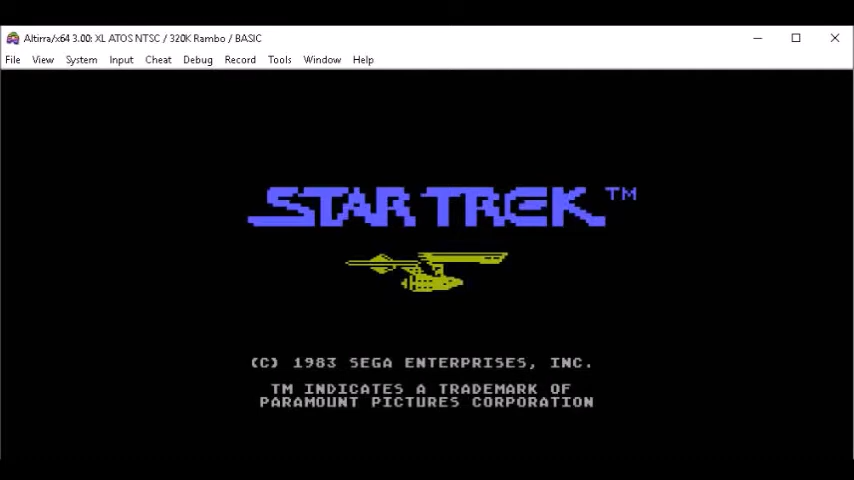 Altirra/x64 3.00: XL ATOS NTSC / 320K Rambo / BASIC
File View System Input Cheat Debug Record Tools Window Help
STAR TREK™
(C) 1983 SEGA ENTERPRISES, INC.
TM INDICATES A TRADEMARK OF
PARAMOUNT PICTURES CORPORATION